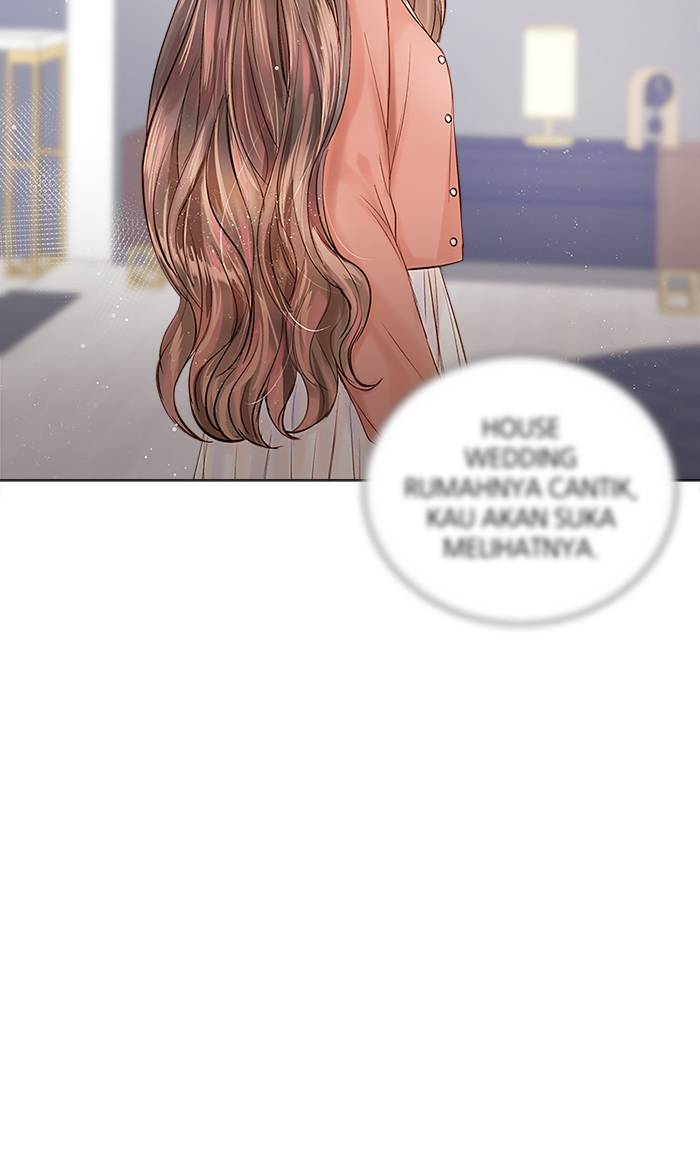 HOUSE
WEDDING
RUMAHNYA CANTIK,
KAU AKAN SUKA
MELIHATNYA.